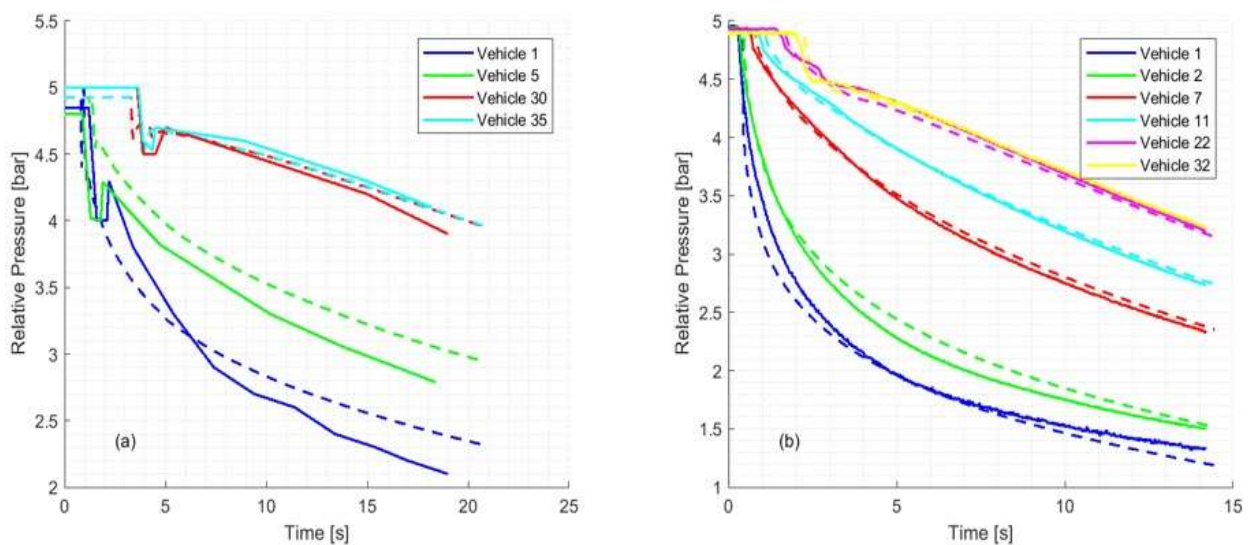 5.5
5
4.5
4
3.5
3
2.5
2
0
5
10
15
20
25
Relative Pressure [bar]
Time [s]
Vehicle 1
Vehicle 5
Vehicle 30
Vehicle 35
(a)
5
4.5
4
3.5
3
2.5
2
1.5
1
0
5
10
15
Relative Pressure [bar]
Time [s]
Vehicle 1
Vehicle 2
Vehicle 7
Vehicle 11
Vehicle 22
Vehicle 32
(b)